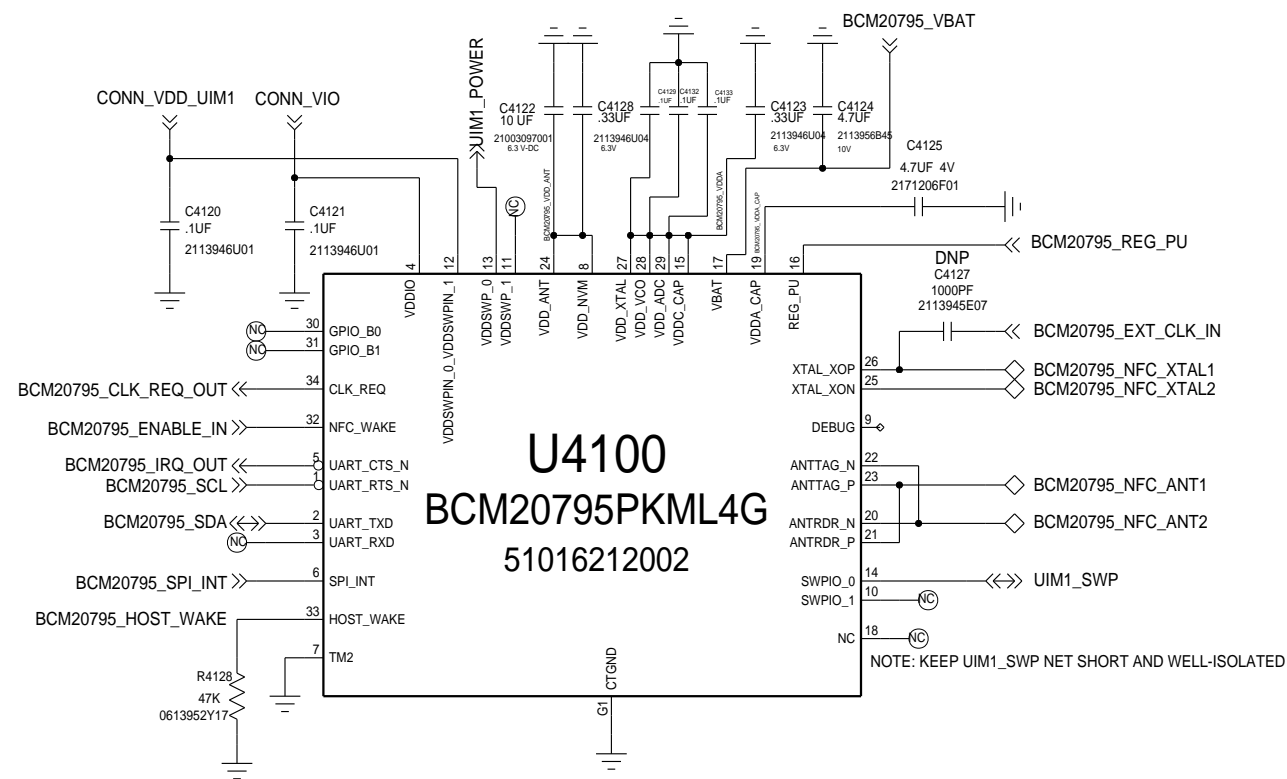 BCM20795_VBAT
CONN_VDD_UIM1
CONN_VIO
UIM1_POWER
C4122
10 UF
21003097001
6.3 V-DC
C4128
.33UF
2113946U04
6.3V
C4129
.1UF
C4132
.1UF
C4133
.1UF
C4123
.33UF
2113946U04
6.3V
C4124
4.7UF
2113956B45
10V
C4125
4.7UF 4V
2171206F01
C4120
.1UF
2113946U01
C4121
.1UF
2113946U01
NC
BCM20795_VDD_ANT
BCM20795_VDDA
BCM20795_VDDA_CAP
BCM20795_REG_PU
DNP
C4127
1000PF
2113945E07
4
12
13
11
24
8
27
28
29
15
17
19
16
VDDIO
VDDSWPIN_0_VDDSWPIN_1
VDDSWP_0
VDDSWP_1
VDD_ANT
VDD_NVM
VDD_XTAL
VDD_VCO
VDD_ADC
VDDC_CAP
VBAT
VDDA_CAP
REG_PU
NC 30 GPIO_B0
NC 31 GPIO_B1
BCM20795_CLK_REQ_OUT 34 CLK_REQ
BCM20795_ENABLE_IN 32 NFC_WAKE
BCM20795_IRQ_OUT 5 UART_CTS_N
BCM20795_SCL 1 UART_RTS_N
BCM20795_SDA 2 UART_TXD
NC 3 UART_RXD
BCM20795_SPI_INT 6 SPI_INT
BCM20795_HOST_WAKE 33 HOST_WAKE
7 TM2
R4128
47K
0613952Y17
U4100
BCM20795PKML4G
51016212002
BCM20795_EXT_CLK_IN
XTAL_XOP 26 BCM20795_NFC_XTAL1
XTAL_XON 25 BCM20795_NFC_XTAL2
DEBUG 9
ANTTAG_N 22
ANTTAG_P 23 BCM20795_NFC_ANT1
ANTRDR_N 20 BCM20795_NFC_ANT2
ANTRDR_P 21
SWPIO_0 14 UIM1_SWP
SWPIO_1 10 NC
NC 18 NC
NOTE: KEEP UIM1_SWP NET SHORT AND WELL-ISOLATED
CTGND
G1